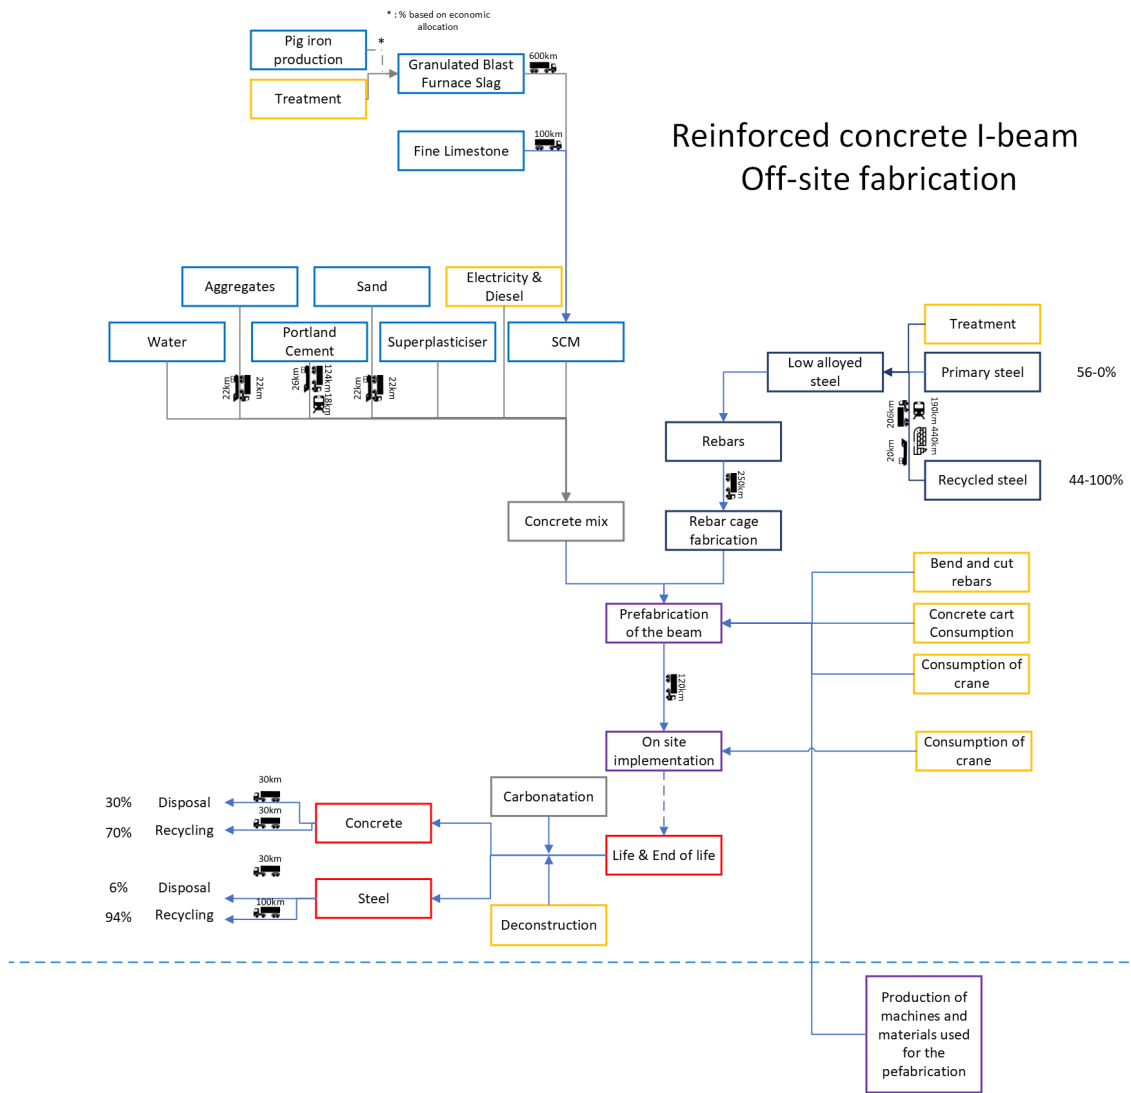 * : % based on economic
allocation
Pig iron
production
*
Granulated Blast
Furnace Slag
600km
Treatment
Fine Limestone
100km
Reinforced concrete I-beam
Off-site fabrication
Aggregates
Sand
Electricity &
Diesel
Water
Portland
Cement
Superplasticiser
SCM
22km
22km
26km
124km
18km
22km
22km
Treatment
Low alloyed
steel
Primary steel
56-0%
206km
190km
20km
440km
Rebars
Recycled steel
44-100%
250km
Concrete mix
Rebar cage
fabrication
Bend and cut
rebars
Prefabrication
of the beam
Concrete cart
Consumption
Consumption of
crane
120km
On site
implementation
Consumption of
crane
Carbonatation
30km
30%
Disposal
30km
70%
Recycling
Concrete
Life & End of life
30km
6%
Disposal
Steel
100km
94%
Recycling
Deconstruction
Production of
machines and
materials used
for the
pefabrication